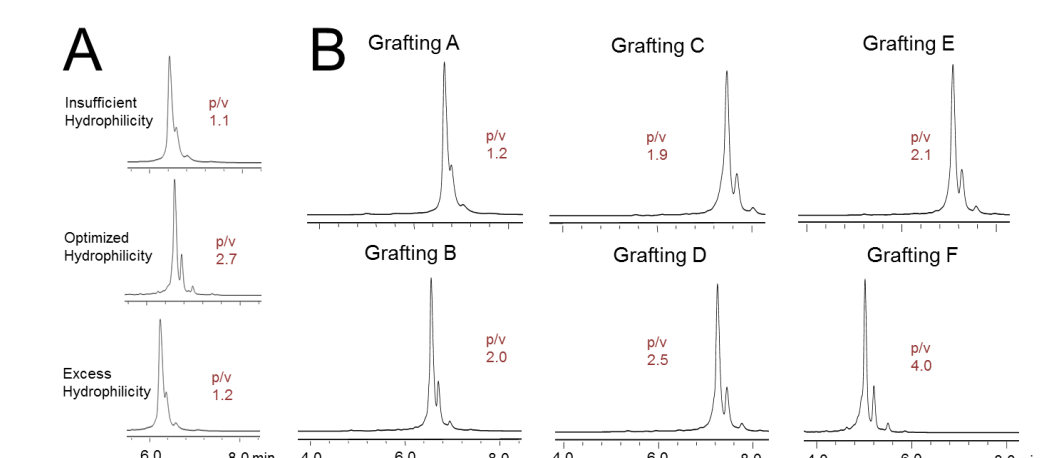 A
Insufficient
Hydrophilicity
p/v
1.1
Optimized
Hydrophilicity
p/v
2.7
Excess
Hydrophilicity
p/v
1.2
6.0
8.0 min
B
Grafting A
p/v
1.2
Grafting C
p/v
1.9
Grafting E
p/v
2.1
Grafting B
p/v
2.0
4.0
6.0
8.0
Grafting D
p/v
2.5
4.0
6.0
8.0
Grafting F
p/v
4.0
4.0
6.0